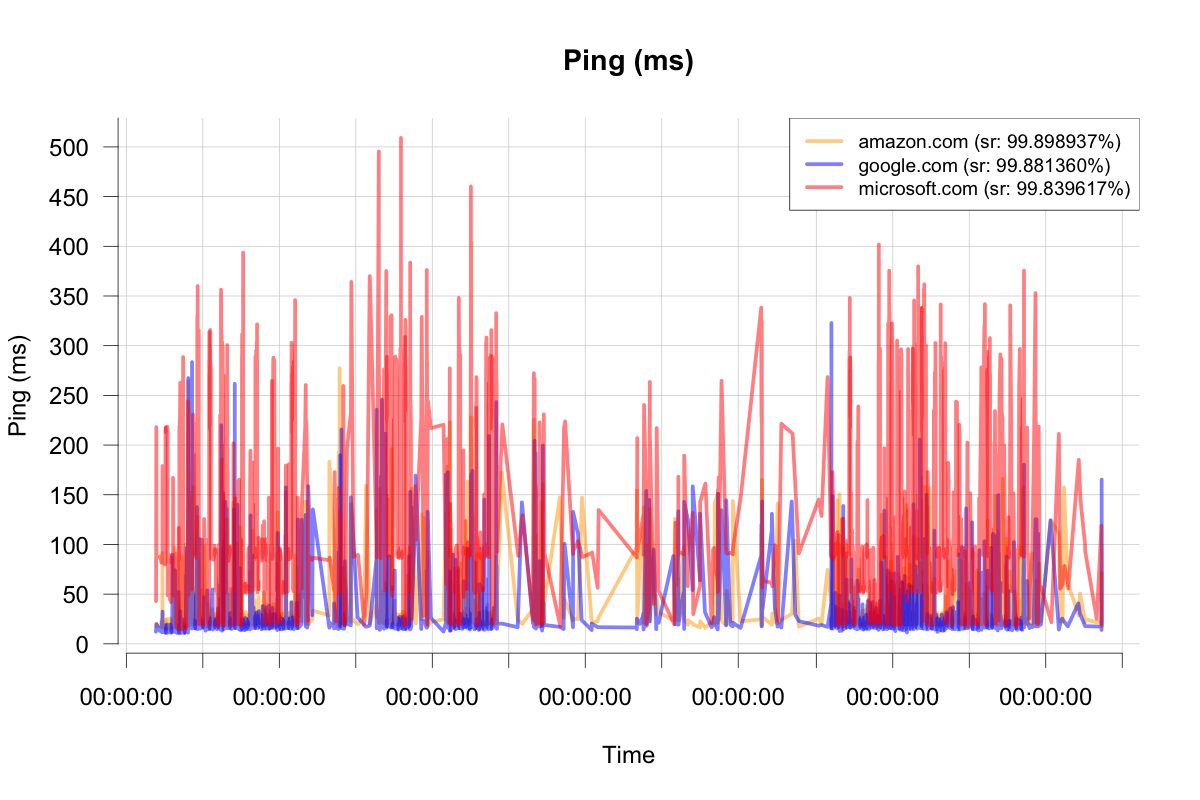 Ping (ms)
amazon.com (sr: 99.898937%)
google.com (sr: 99.881360%)
microsoft.com (sr: 99.839617%)
500
450
400
350
300
250
200
150
100
50
0
Ping (ms)
00:00:00 00:00:00 00:00:00 00:00:00 00:00:00 00:00:00 00:00:00
Time